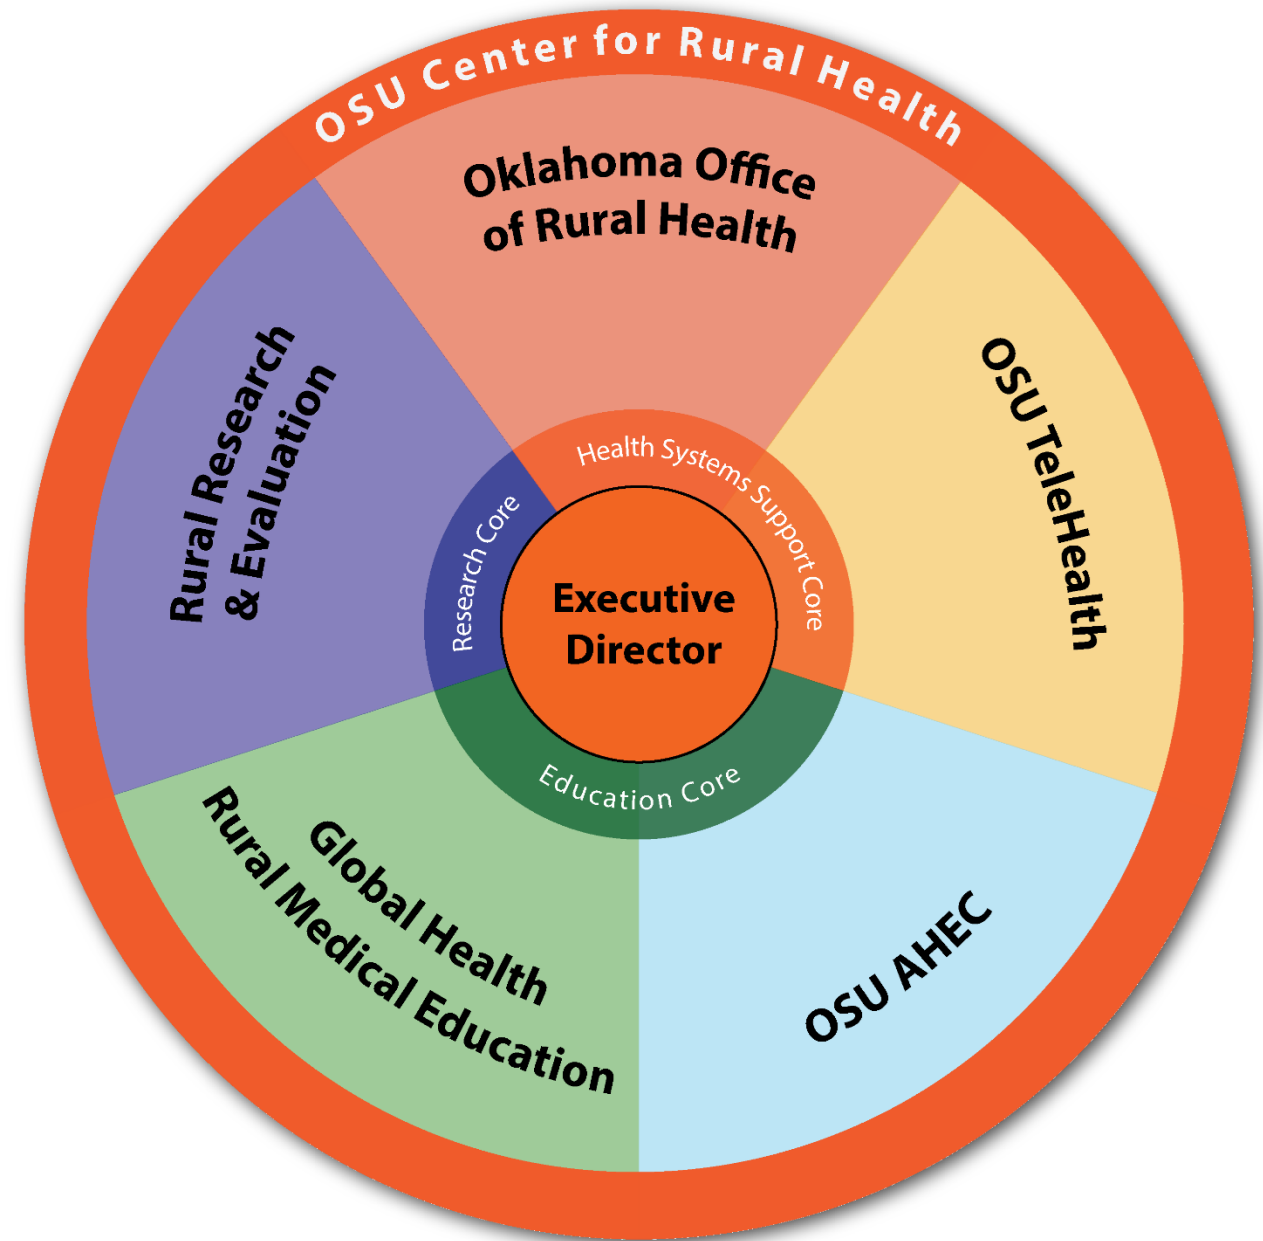 OSU Center for Rural Health
Oklahoma Office
of Rural Health
OSU TeleHealth
OSU AHEC
Global Health
Rural Medical Education
Rural Research
& Evaluation
Health Systems Support Core
Education Core
Research Core
Executive
Director